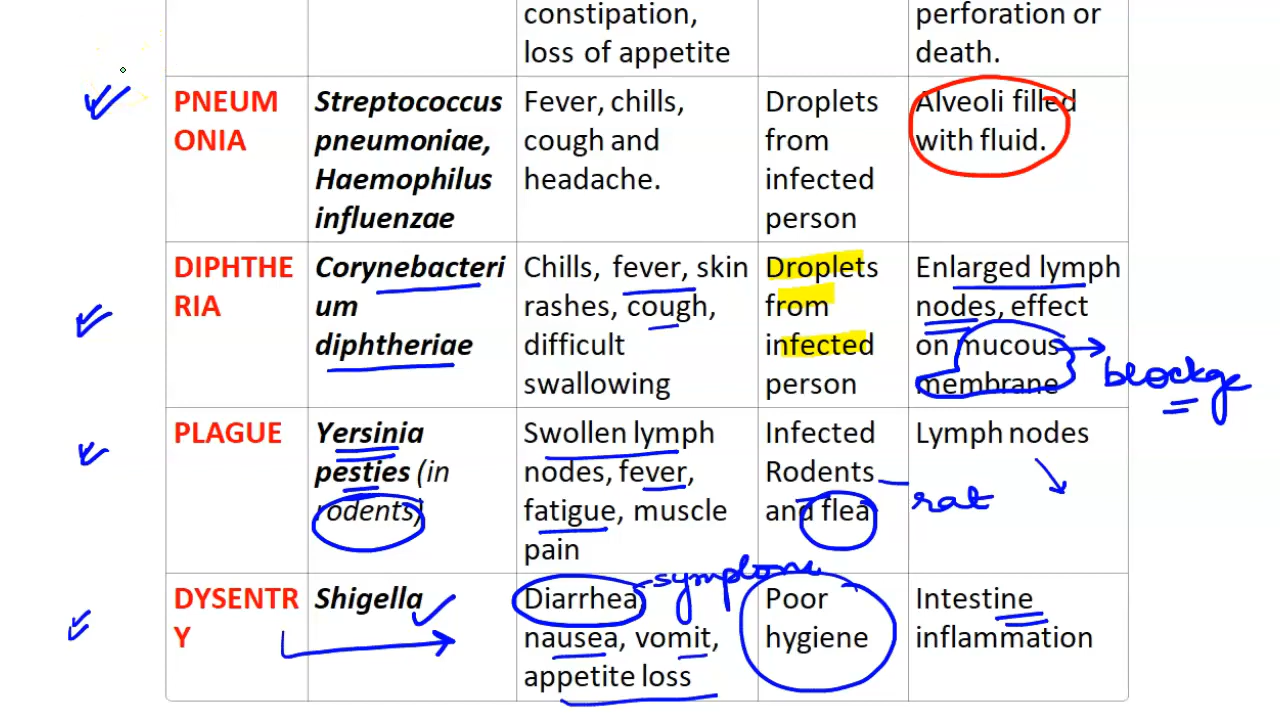 constipation,
loss of appetite
perforation or
death.
PNEUM
ONIA
Streptococcus
pneumoniae,
Haemophilus
influenzae
Fever, chills,
cough and
headache.
Droplets
from
infected
person
Alveoli filled
with fluid.
DIPHTHE
RIA
Corynebacteri
um
diphtheriae
Chills, fever, skin
rashes, cough,
difficult
swallowing
Droplets
from
infected
person
Enlarged lymph
nodes, effect
on mucous
membrane
blockge
PLAGUE
Yersinia
pesties (in
rodents)
Swollen lymph
nodes, fever,
fatigue, muscle
pain
Infected
Rodents
and flea
rat
Lymph nodes
DYSENTR
Y
Shigella
Diarrhea,
nausea, vomit,
appetite loss
symptoms
Poor
hygiene
Intestine
inflammation